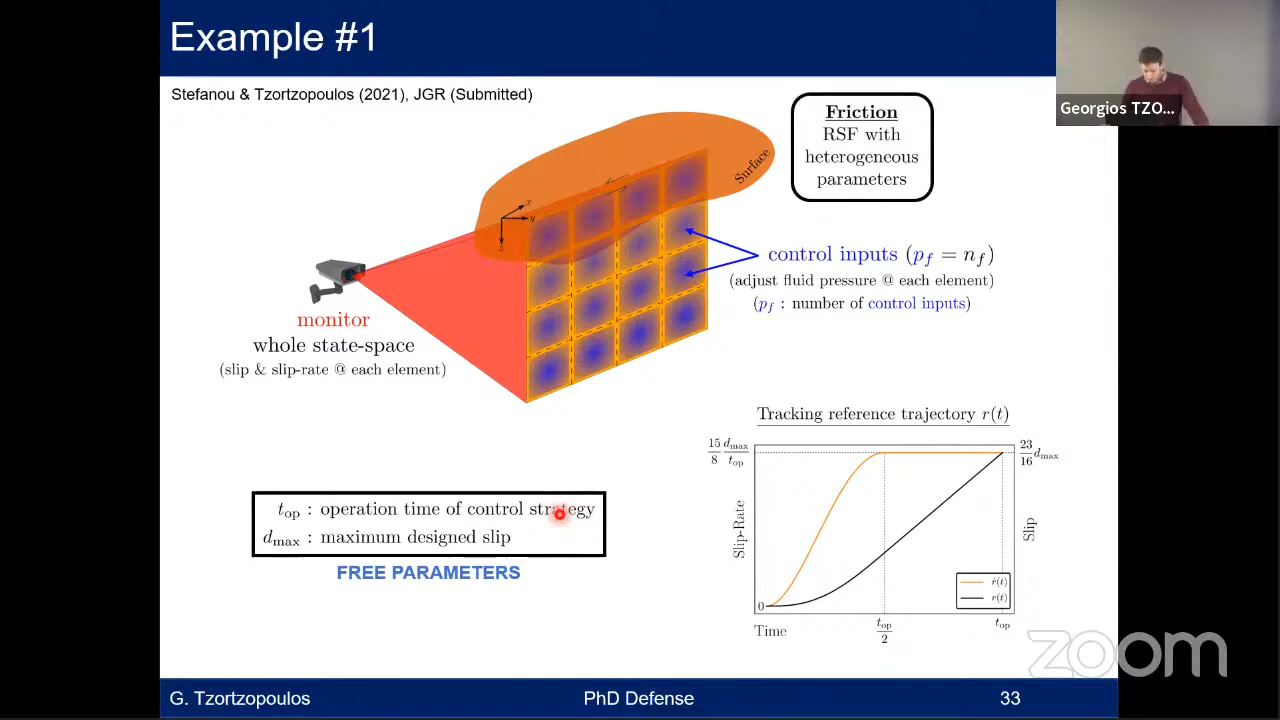 Example #1
Georgios TZO...
Stefanou & Tzortzopoulos (2021), JGR (Submitted)
Friction
RSF with
heterogeneous
parameters
Surface
x
y
z
control inputs (p_f = n_f)
(adjust fluid pressure @ each element)
(p_f : number of control inputs)
monitor
whole state-space
(slip & slip-rate @ each element)
Tracking reference trajectory r(t)
15/8 d_max/t_op
23/16 d_max
Slip-Rate
Slip
0
ṙ(t)
r(t)
Time
t_op/2
t_op
t_op : operation time of control strategy
d_max : maximum designed slip
FREE PARAMETERS
zoom
G. Tzortzopoulos
PhD Defense
33